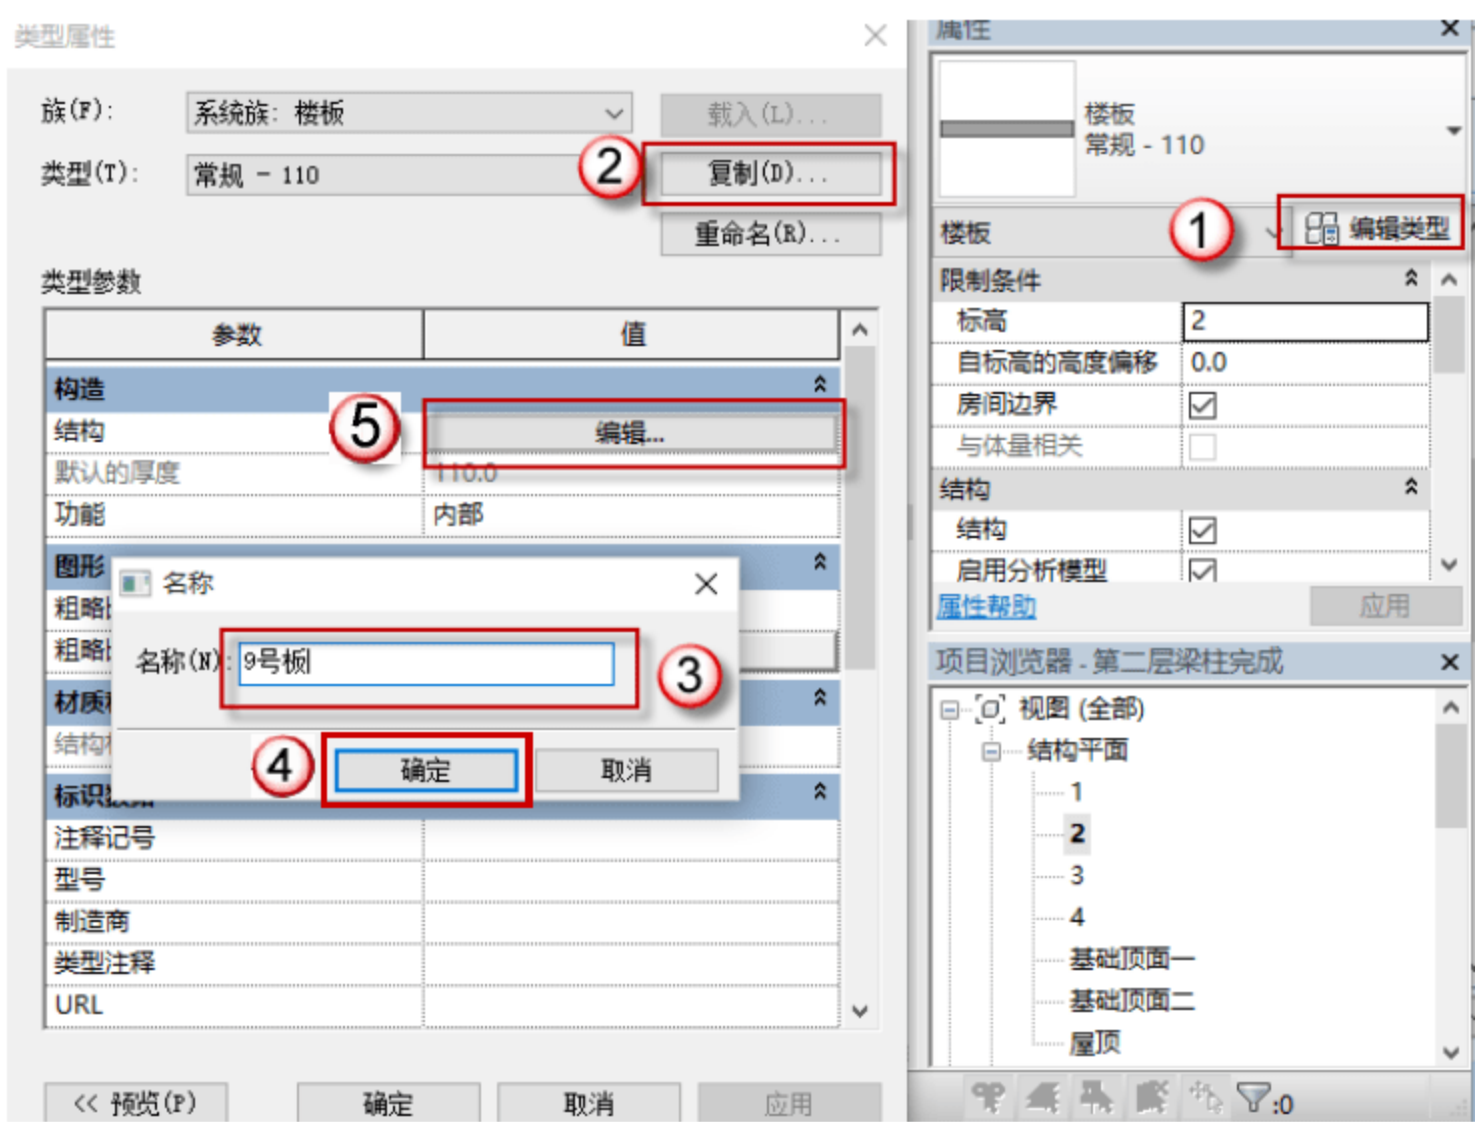 类型属性
族(F):
系统族: 楼板
载入(L)...
类型(T):
常规 - 110
2
复制(D)...
重命名(R)...
类型参数
参数
值
构造
结构
5
编辑...
默认的厚度
110.0
功能
内部
图形
粗略
粗略
材质
结构
标识数据
注释记号
型号
制造商
类型注释
URL
名称
名称(N):
9号板
3
4
确定
取消
<< 预览(P)
确定
取消
应用
属性
楼板
常规 - 110
楼板
1
编辑类型
限制条件
标高
2
自标高的高度偏移
0.0
房间边界
与体量相关
结构
结构
启用分析模型
属性帮助
应用
项目浏览器 - 第二层梁柱完成
视图 (全部)
结构平面
1
2
3
4
基础顶面一
基础顶面二
屋顶
:0